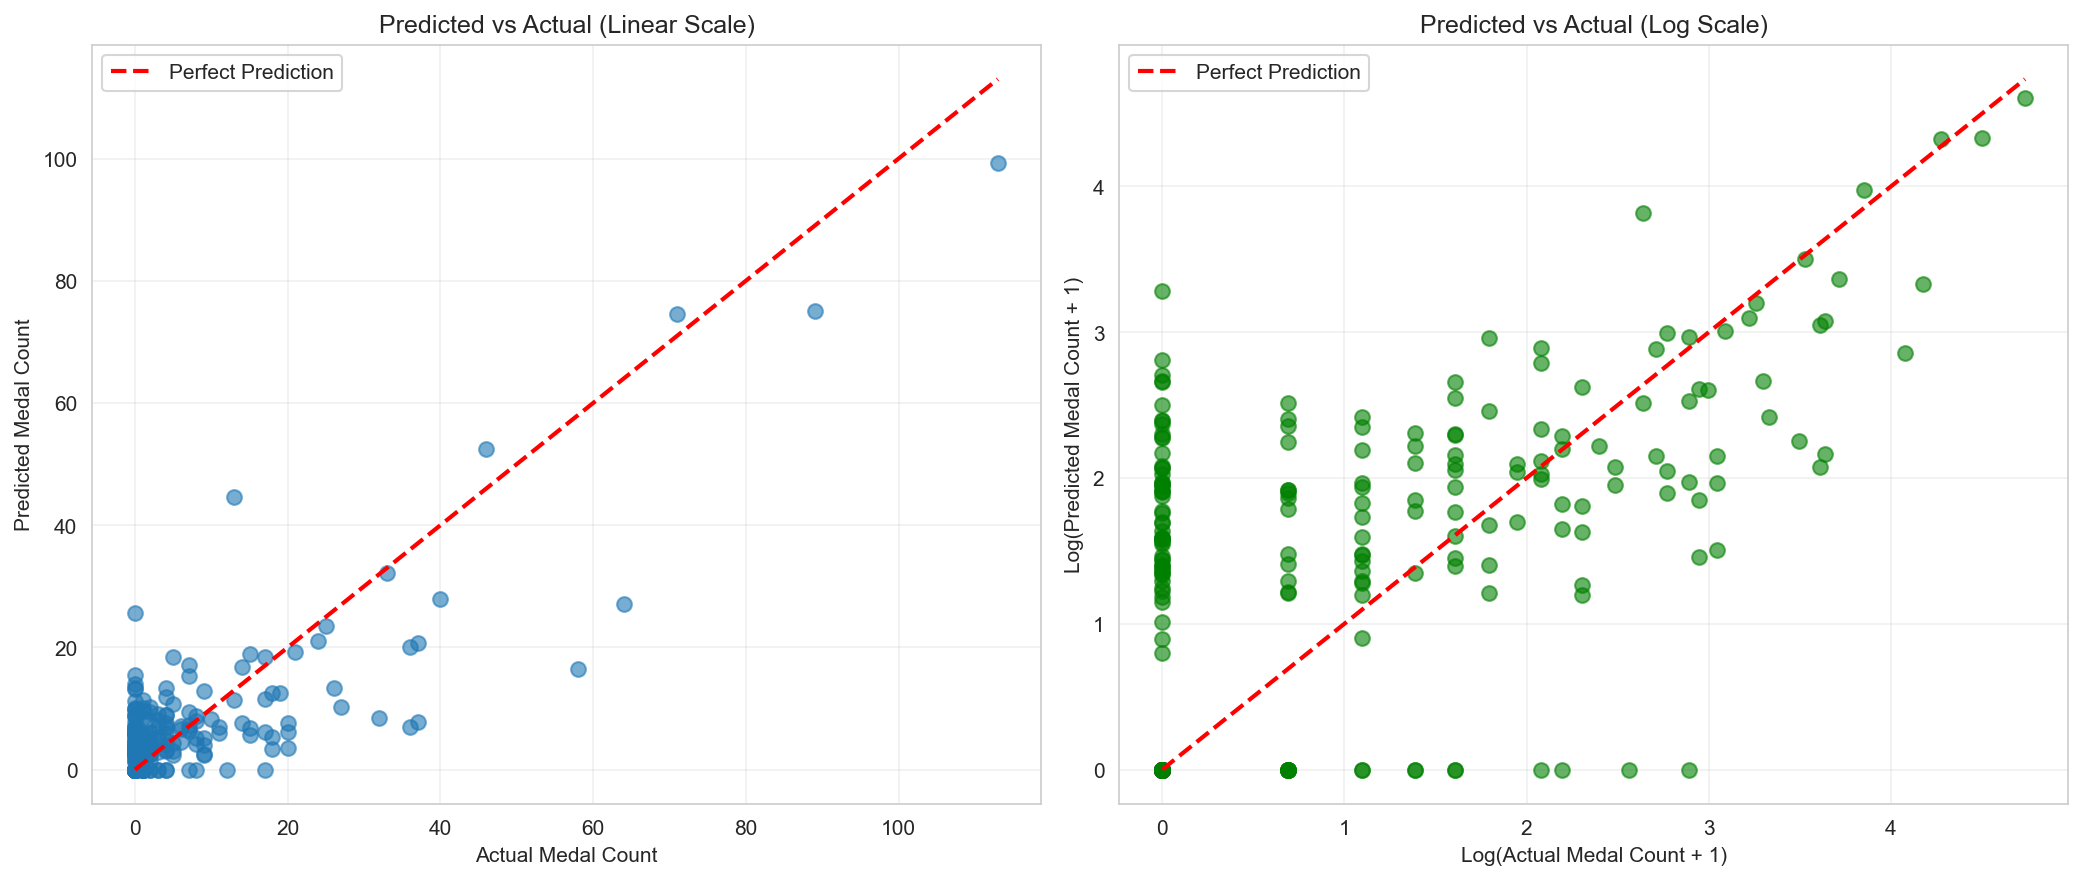 Predicted vs Actual (Linear Scale)
Perfect Prediction
Predicted Medal Count
100
80
60
40
20
0
0 20 40 60 80 100
Actual Medal Count
Predicted vs Actual (Log Scale)
Perfect Prediction
Log(Predicted Medal Count + 1)
4
3
2
1
0
0 1 2 3 4
Log(Actual Medal Count + 1)